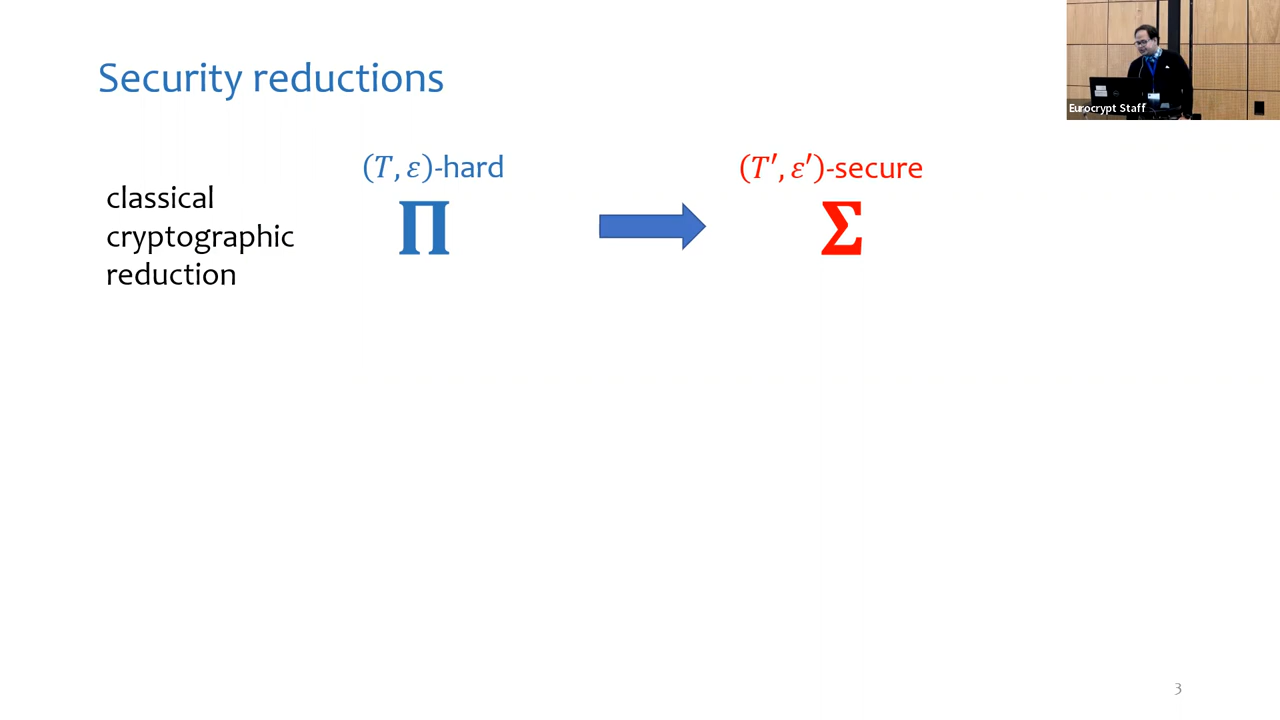 Security reductions
Eurocrypt Staff
(T, ε)-hard
(T′, ε′)-secure
classical
cryptographic
reduction
Π
Σ
3